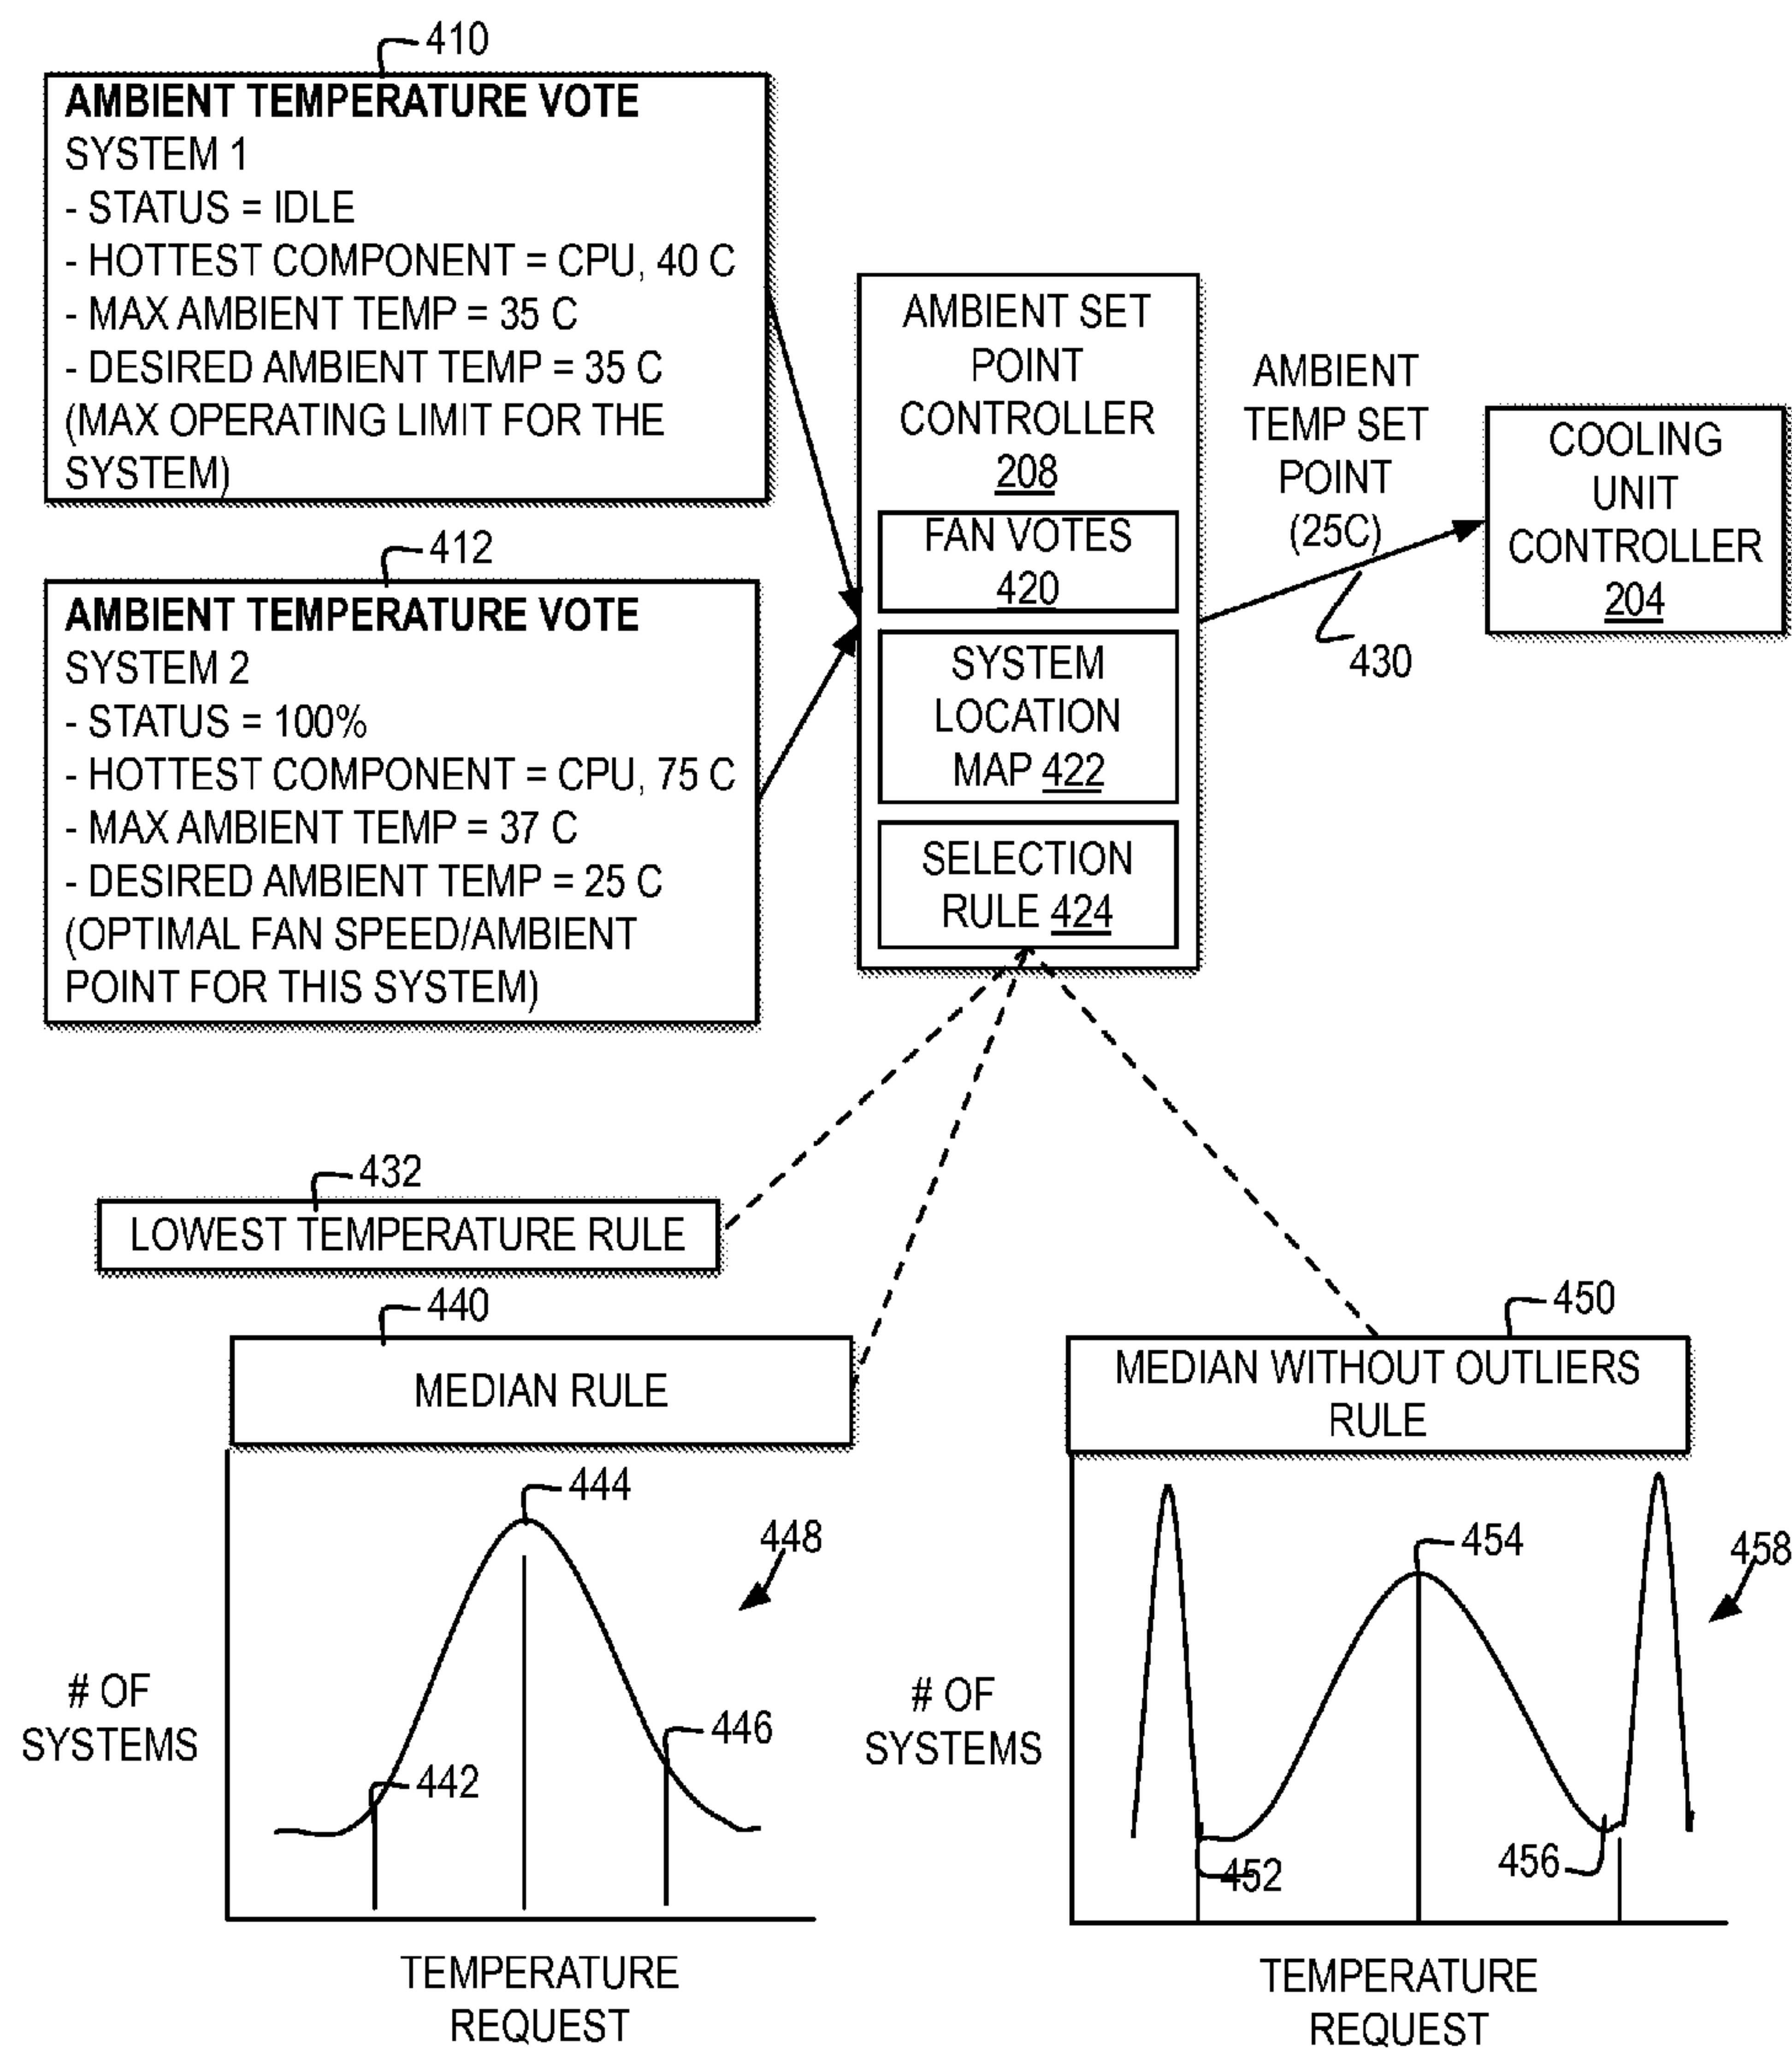 410
AMBIENT TEMPERATURE VOTE
SYSTEM 1
- STATUS = IDLE
- HOTTEST COMPONENT = CPU, 40 C
- MAX AMBIENT TEMP = 35 C
- DESIRED AMBIENT TEMP = 35 C
(MAX OPERATING LIMIT FOR THE
SYSTEM)
412
AMBIENT TEMPERATURE VOTE
SYSTEM 2
- STATUS = 100%
- HOTTEST COMPONENT = CPU, 75 C
- MAX AMBIENT TEMP = 37 C
- DESIRED AMBIENT TEMP = 25 C
(OPTIMAL FAN SPEED/AMBIENT
POINT FOR THIS SYSTEM)
AMBIENT SET
POINT
CONTROLLER
208
FAN VOTES
420
SYSTEM
LOCATION
MAP 422
SELECTION
RULE 424
AMBIENT
TEMP SET
POINT
(25C)
430
COOLING
UNIT
CONTROLLER
204
432
LOWEST TEMPERATURE RULE
440
MEDIAN RULE
444
448
446
442
# OF
SYSTEMS
TEMPERATURE
REQUEST
450
MEDIAN WITHOUT OUTLIERS
RULE
454
458
452
456
# OF
SYSTEMS
TEMPERATURE
REQUEST